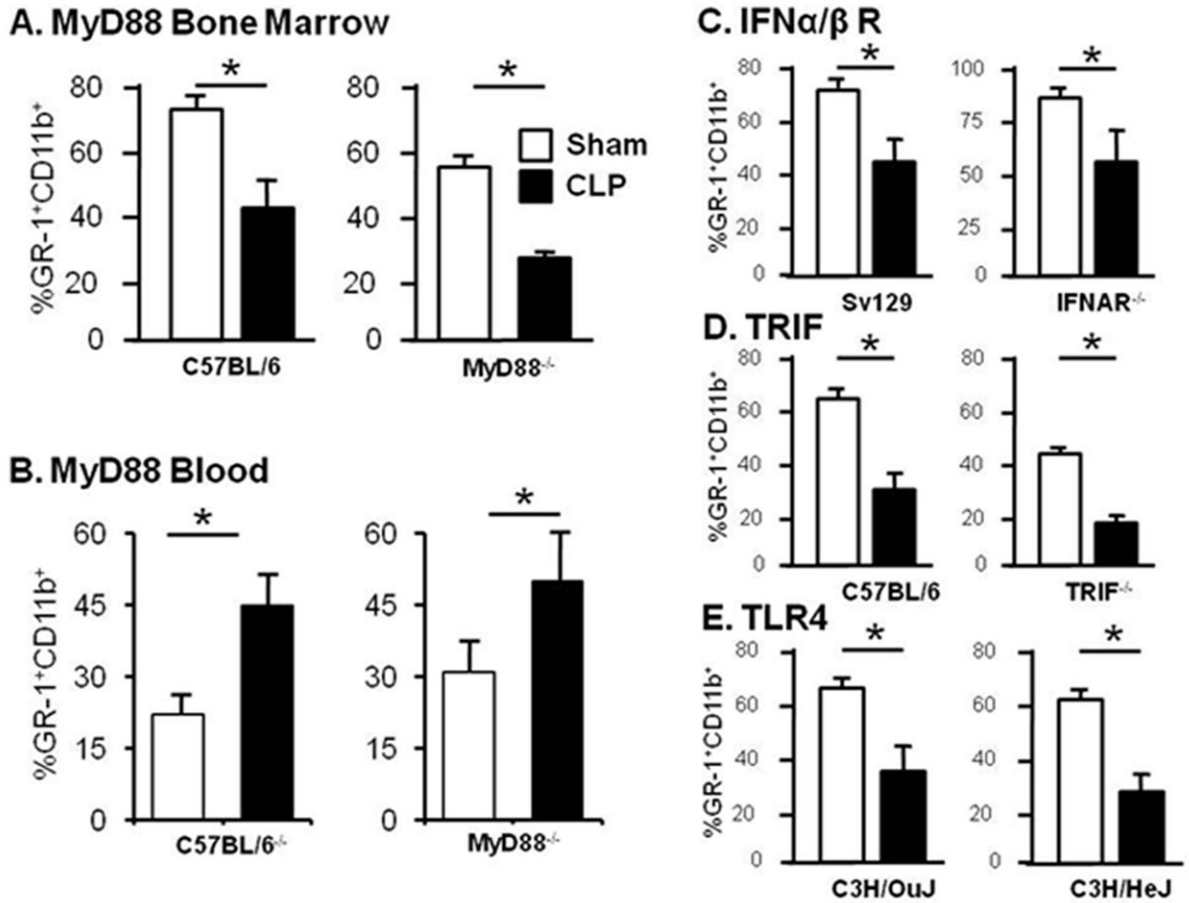 A. MyD88 Bone Marrow
%GR-1⁺CD11b⁺
80
60
40
20
0
*
C57BL/6
80
60
40
20
0
*
Sham
CLP
MyD88⁻/⁻
B. MyD88 Blood
%GR-1⁺CD11b⁺
60
45
30
15
0
*
C57BL/6⁻/⁻
60
45
30
15
0
*
MyD88⁻/⁻
C. IFNα/β R
%GR-1⁺CD11b⁺
80
60
40
20
0
*
Sv129
100
75
50
25
0
*
IFNAR⁻/⁻
D. TRIF
%GR-1⁺CD11b⁺
80
60
40
20
0
*
C57BL/6
80
60
40
20
0
*
TRIF⁻/⁻
E. TLR4
%GR-1⁺CD11b⁺
80
60
40
20
0
*
C3H/OuJ
80
60
40
20
0
*
C3H/HeJ